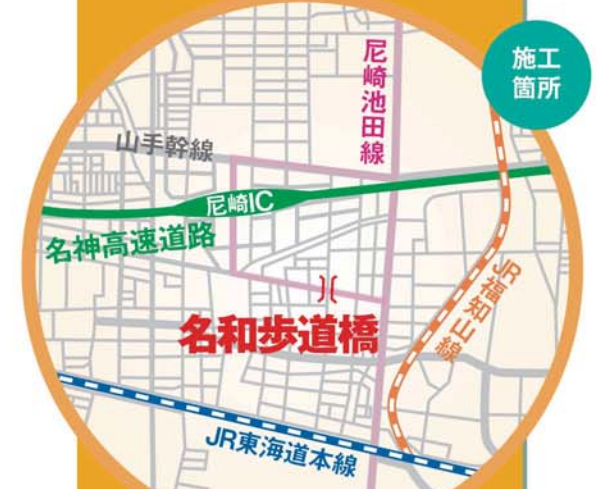 施工
箇所
尼崎池田線
山手幹線
尼崎IC
名神高速道路
JR福知山線
名和歩道橋
JR東海道本線